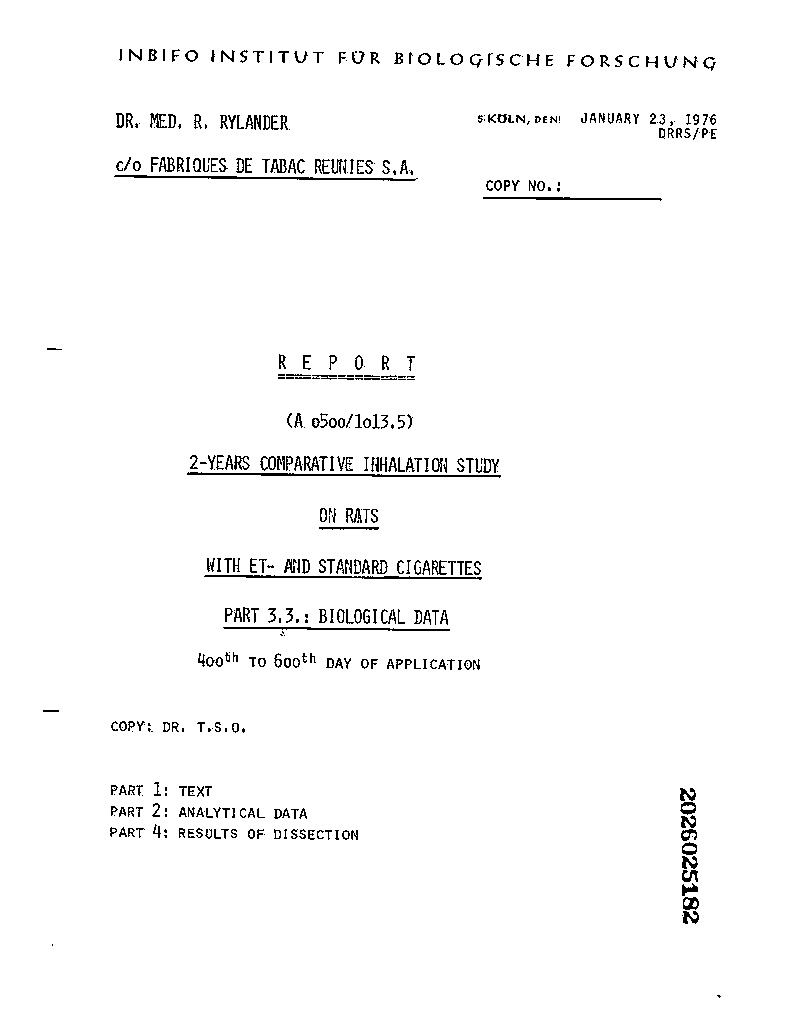 INBIFO INSTITUT FÜR BIOLOGISCHE FORSCHUNG
DR. MED. R. RYLANDER
5 KÖLN, DEN JANUARY 23, 1976
DRRS/PE
c/o FABRIQUES DE TABAC REUNIES S.A.
COPY NO.:
R E P O R T
(A o5oo/1o13.5)
2-YEARS COMPARATIVE INHALATION STUDY
ON RATS
WITH ET- AND STANDARD CIGARETTES
PART 3.3.: BIOLOGICAL DATA
4oo th TO 6oo th DAY OF APPLICATION
COPY: DR. T.S.O.
PART 1: TEXT
PART 2: ANALYTICAL DATA
PART 4: RESULTS OF DISSECTION
2026025182